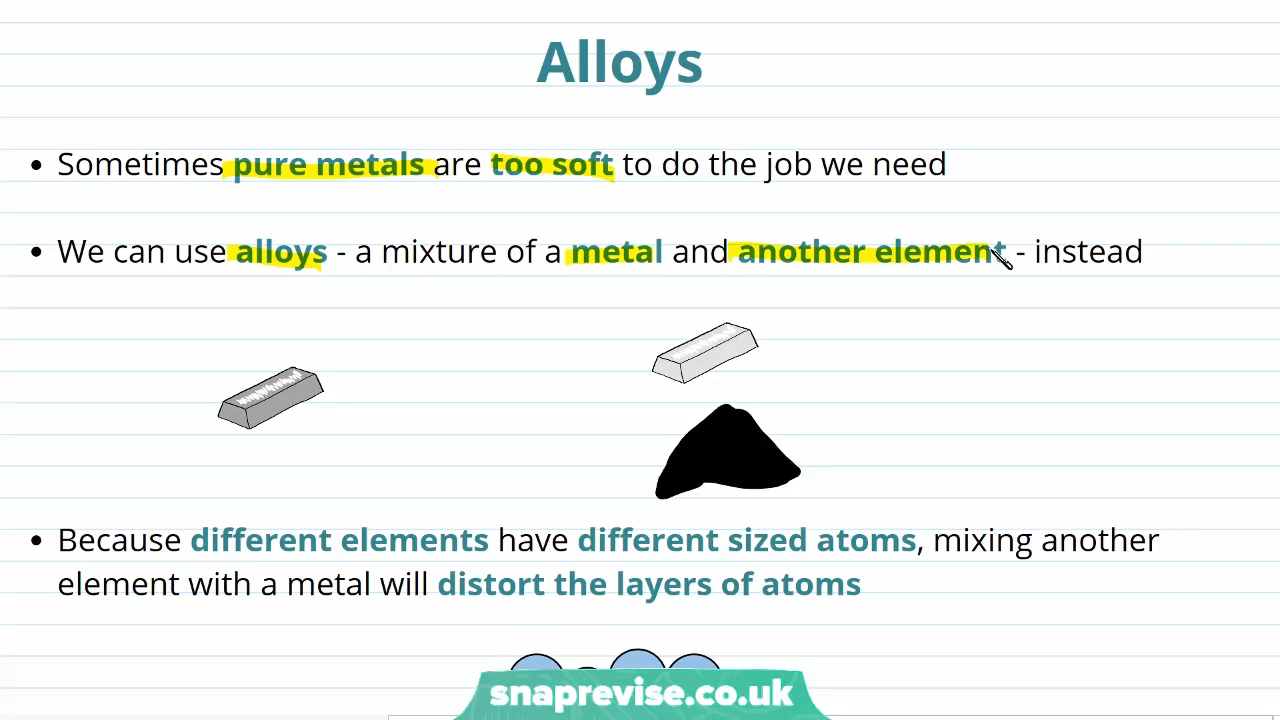 Alloys
• Sometimes pure metals are too soft to do the job we need
• We can use alloys - a mixture of a metal and another element - instead
• Because different elements have different sized atoms, mixing another
element with a metal will distort the layers of atoms
snaprevise.co.uk